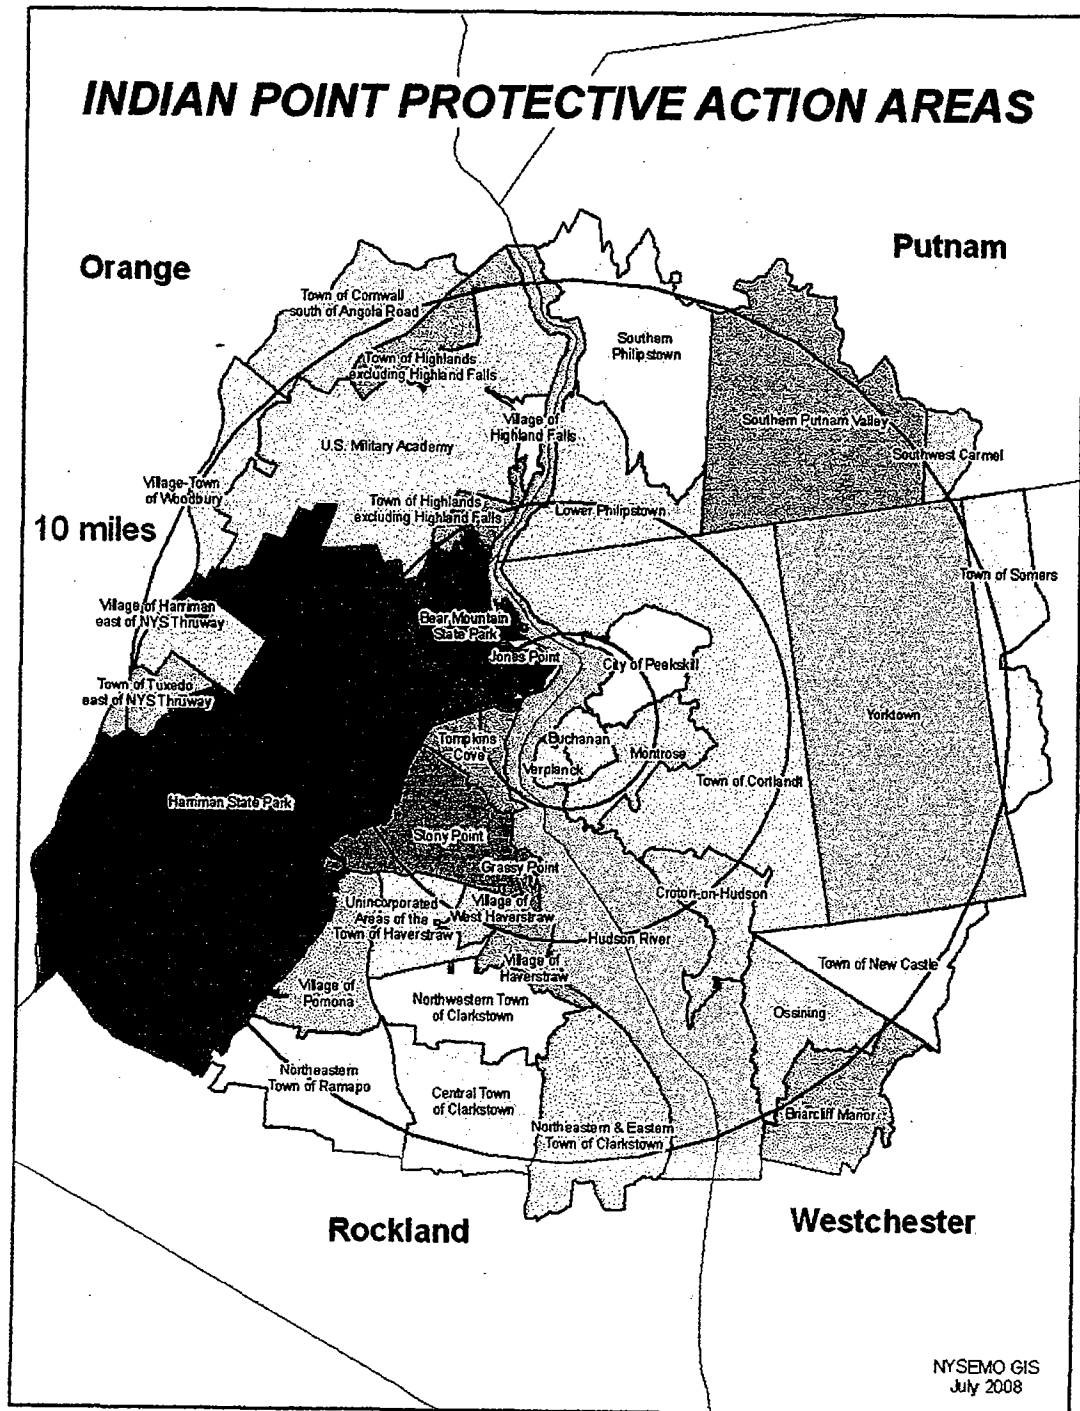 INDIAN POINT PROTECTIVE ACTION AREAS
Orange
Putnam
Town of Cornwall
south of Angola Road
Southern
Philipstown
Town of Highlands
excluding Highland Falls
Village of
Highland Falls
Southern Putnam Valley
U.S. Military Academy
Southwest Carmel
Village-Town
of Woodbury
Town of Highlands
excluding Highland Falls
Lower Philipstown
10 miles
Town of Somers
Village of Harriman
east of NYS Thruway
Bear Mountain
State Park
Jones Point
City of Peekskill
Town of Tuxedo
east of NYS Thruway
Yorktown
Tompkins
Cove
Buchanan
Montrose
Verplanck
Town of Cortlandt
Harriman State Park
Stony Point
Grassy Point
Croton-on-Hudson
Unincorporated
Areas of the
Town of Haverstraw
Village of
West Haverstraw
Hudson River
Village of
Haverstraw
Town of New Castle
Village of
Pomona
Northwestern Town
of Clarkstown
Ossining
Northeastern
Town of Ramapo
Central Town
of Clarkstown
Briarcliff Manor
Northeastern & Eastern
Town of Clarkstown
Rockland
Westchester
NYSEMO GIS
July 2008